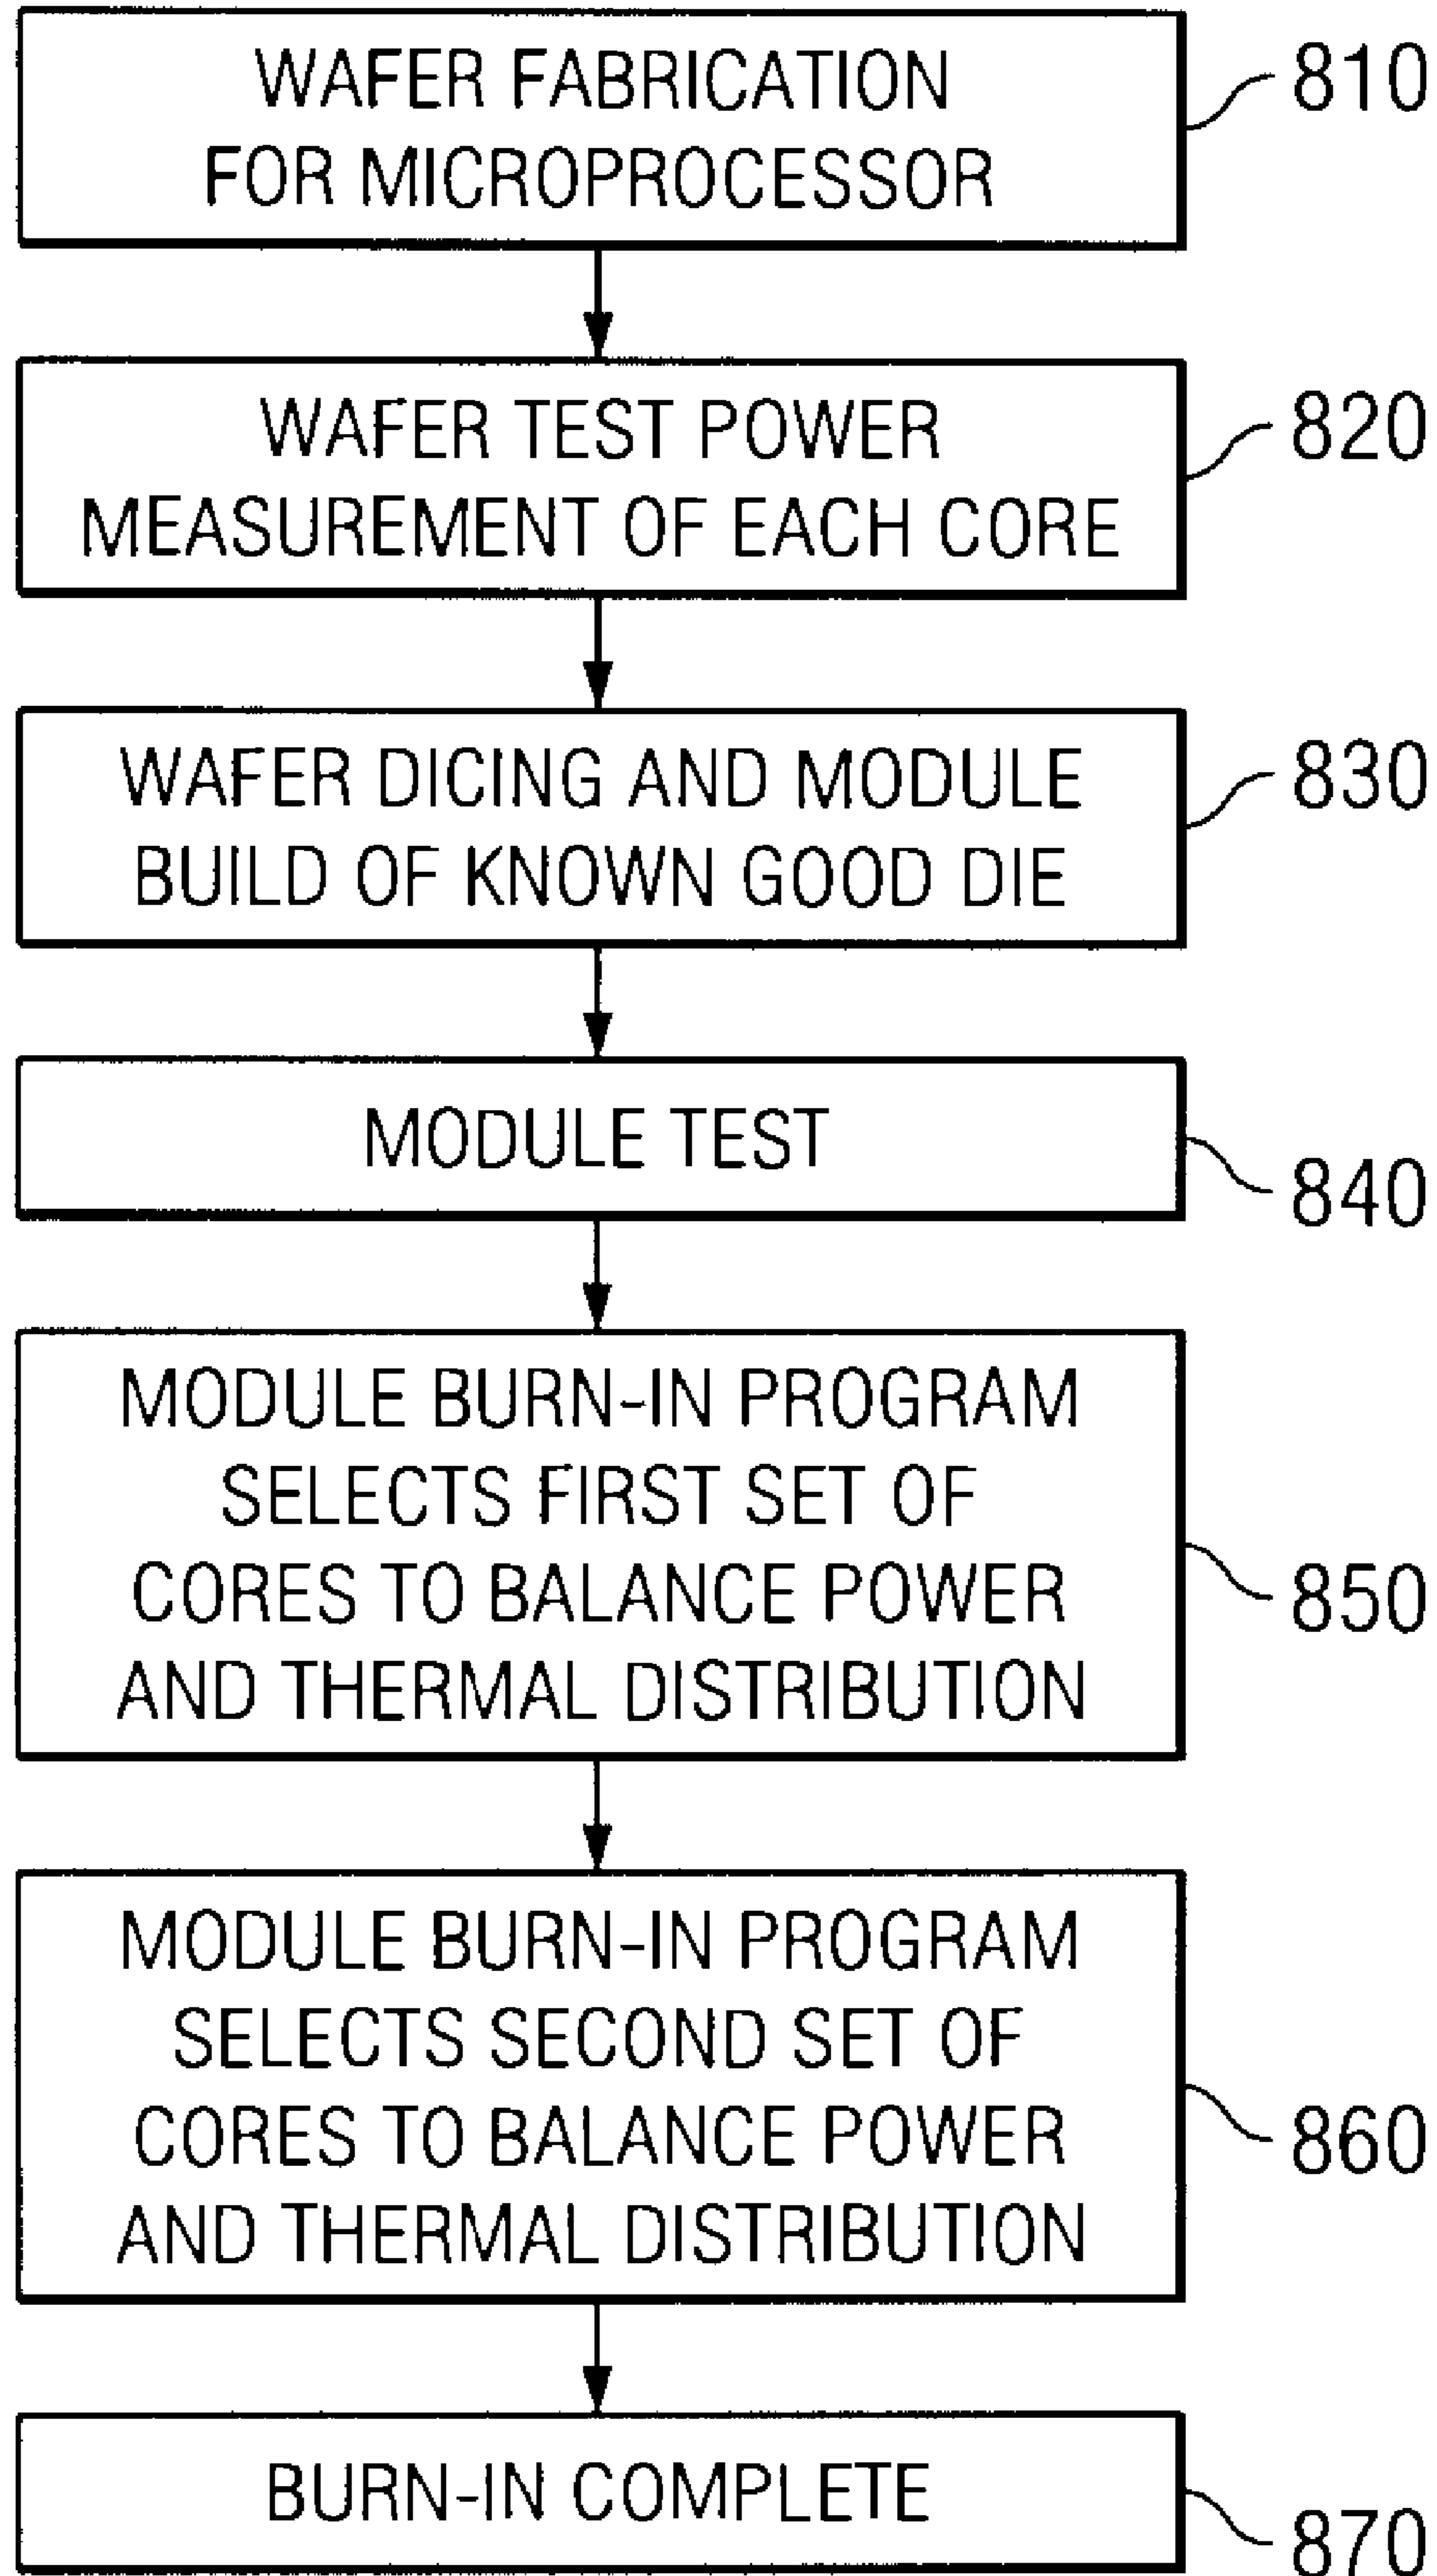 WAFER FABRICATION
FOR MICROPROCESSOR
810
WAFER TEST POWER
MEASUREMENT OF EACH CORE
820
WAFER DICING AND MODULE
BUILD OF KNOWN GOOD DIE
830
MODULE TEST
840
MODULE BURN-IN PROGRAM
SELECTS FIRST SET OF
CORES TO BALANCE POWER
AND THERMAL DISTRIBUTION
850
MODULE BURN-IN PROGRAM
SELECTS SECOND SET OF
CORES TO BALANCE POWER
AND THERMAL DISTRIBUTION
860
BURN-IN COMPLETE
870